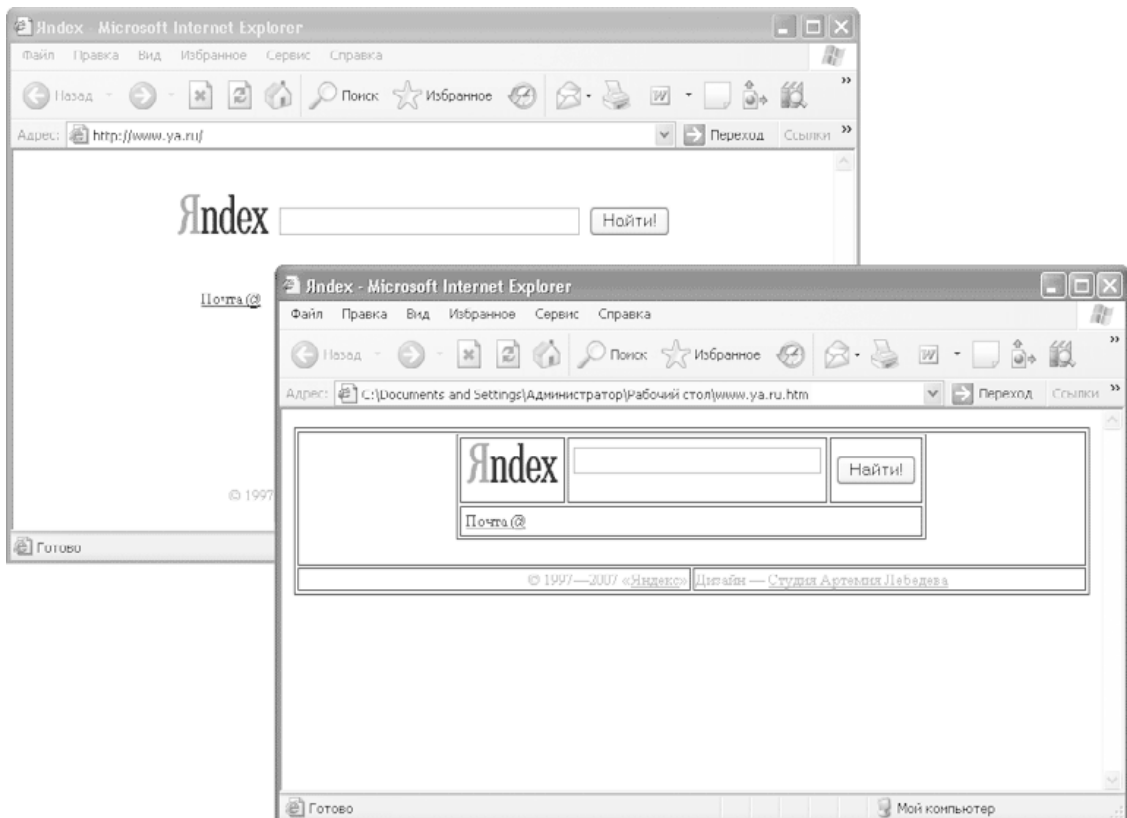 Яndex - Microsoft Internet Explorer
Файл Правка Вид Избранное Сервис Справка
Назад Поиск Избранное »
Адрес: http://www.ya.ru/ Переход Ссылки »
Яndex Найти!
Почта@
© 1997
Готово
Яndex - Microsoft Internet Explorer
Файл Правка Вид Избранное Сервис Справка
Назад Поиск Избранное »
Адрес: C:\Documents and Settings\Администратор\Рабочий стол\www.ya.ru.htm Переход Ссылки »
Яndex Найти!
Почта@
© 1997—2007 «Яндекс» Дизайн — Студия Артемия Лебедева
Готово Мой компьютер